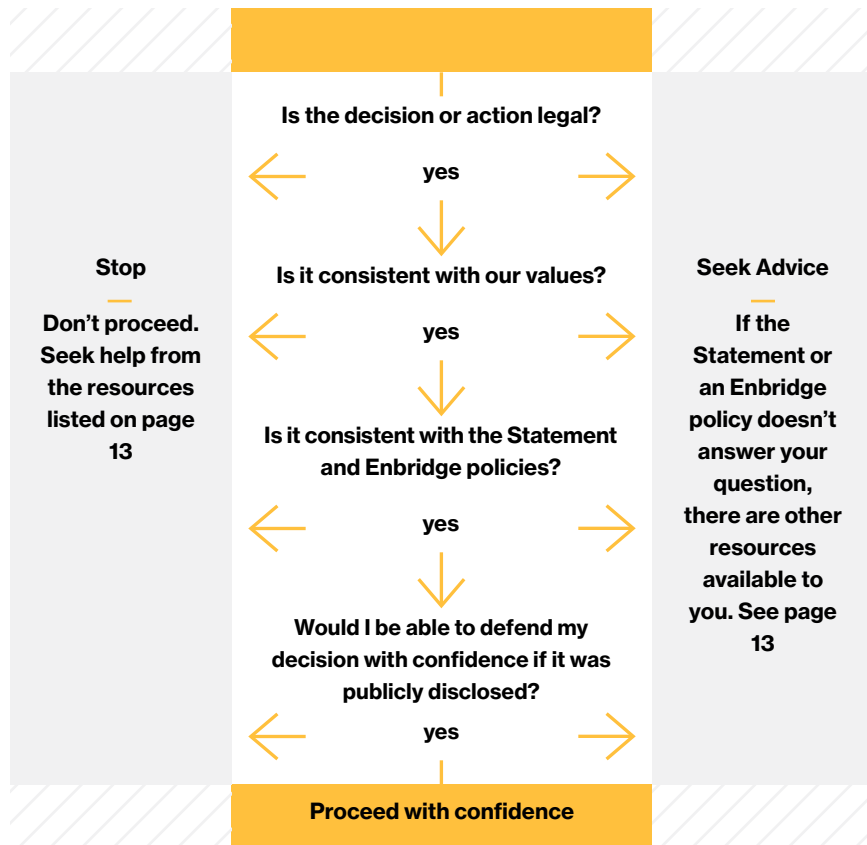 Is the decision or action legal?
yes
Is it consistent with our values?
yes
Is it consistent with the Statement
and Enbridge policies?
yes
Would I be able to defend my
decision with confidence if it was
publicly disclosed?
yes
Proceed with confidence
Stop
Don’t proceed.
Seek help from
the resources
listed on page
13
Seek Advice
If the
Statement or
an Enbridge
policy doesn’t
answer your
question,
there are other
resources
available to
you. See page
13